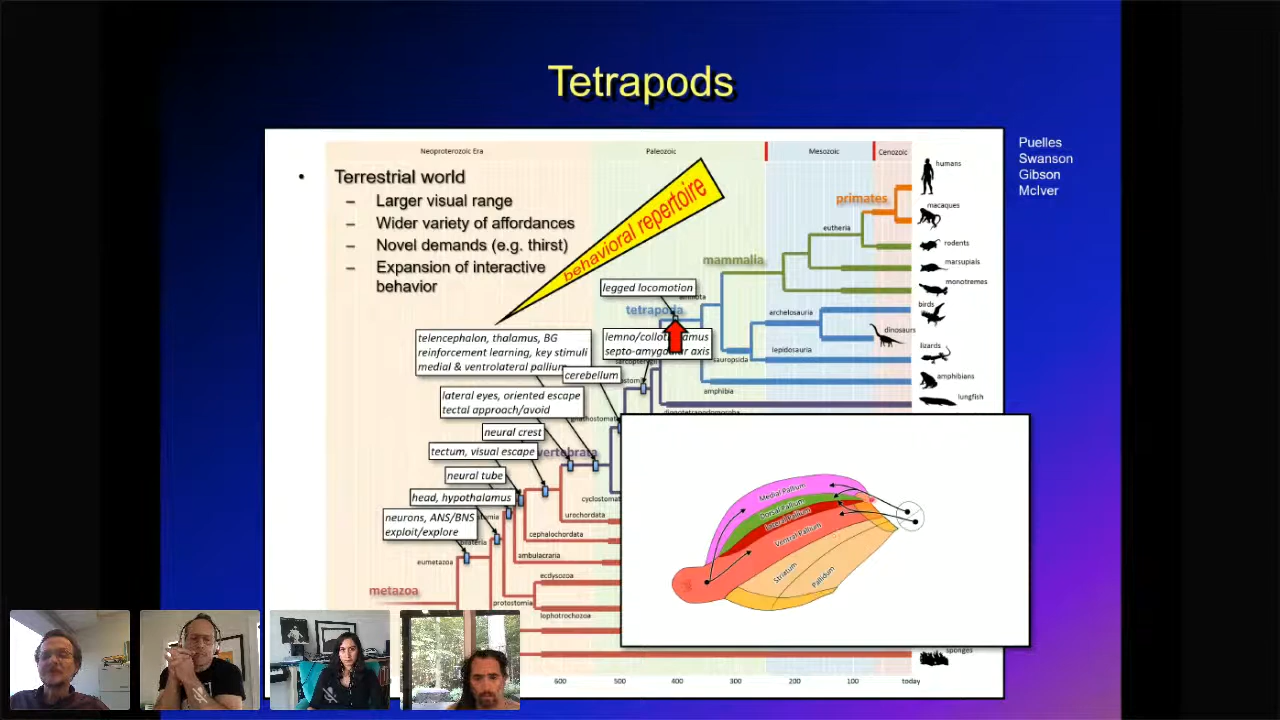 Tetrapods
Puelles
Swanson
Gibson
McIver
Neoproterozoic Era
Paleozoic
Mesozoic
Cenozoic
• Terrestrial world
– Larger visual range
– Wider variety of affordances
– Novel demands (e.g. thirst)
– Expansion of interactive
behavior
behavioral repertoire
humans
primates
macaques
eutheria
rodents
mammalia
marsupials
monotremes
legged locomotion
tetrapoda
birds
archelosauria
dinosaurs
telencephalon, thalamus, BG
reinforcement learning, key stimuli
medial & ventrolateral pallium
septo-amygdalar axis
lizards
lepidosauria
sauropsida
cerebellum
amphibians
amphibia
lungfish
lateral eyes, oriented escape
tectal approach/avoid
neural crest
tectum, visual escape
vertebrata
neural tube
head, hypothalamus
neurons, ANS/BNS
exploit/explore
urochordata
cephalochordata
ambulacraria
eumetazoa
ecdysozoa
metazoa
protostomia
lophotrochozoa
sponges
Medial Pallium
Dorsal Pallium
Lateral Pallium
Ventral Pallium
Striatum
Pallidum
600
500
400
300
200
100
today